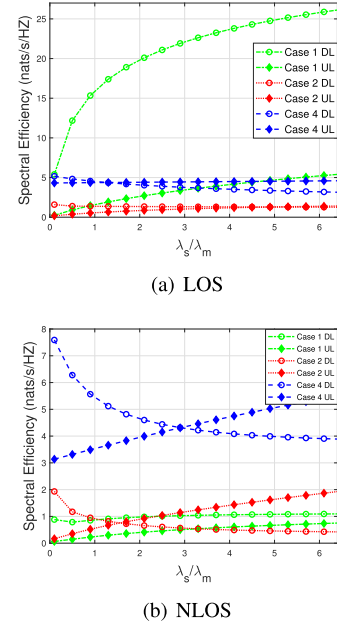 25
20
15
10
5
0
Spectral Efficiency (nats/s/HZ)
Case 1 DL
Case 1 UL
Case 2 DL
Case 2 UL
Case 4 DL
Case 4 UL
0 1 2 3 4 5 6
λs/λm
(a) LOS
8
7
6
5
4
3
2
1
0
Spectral Efficiency (nats/s/HZ)
Case 1 DL
Case 1 UL
Case 2 DL
Case 2 UL
Case 4 DL
Case 4 UL
0 1 2 3 4 5 6
λs/λm
(b) NLOS